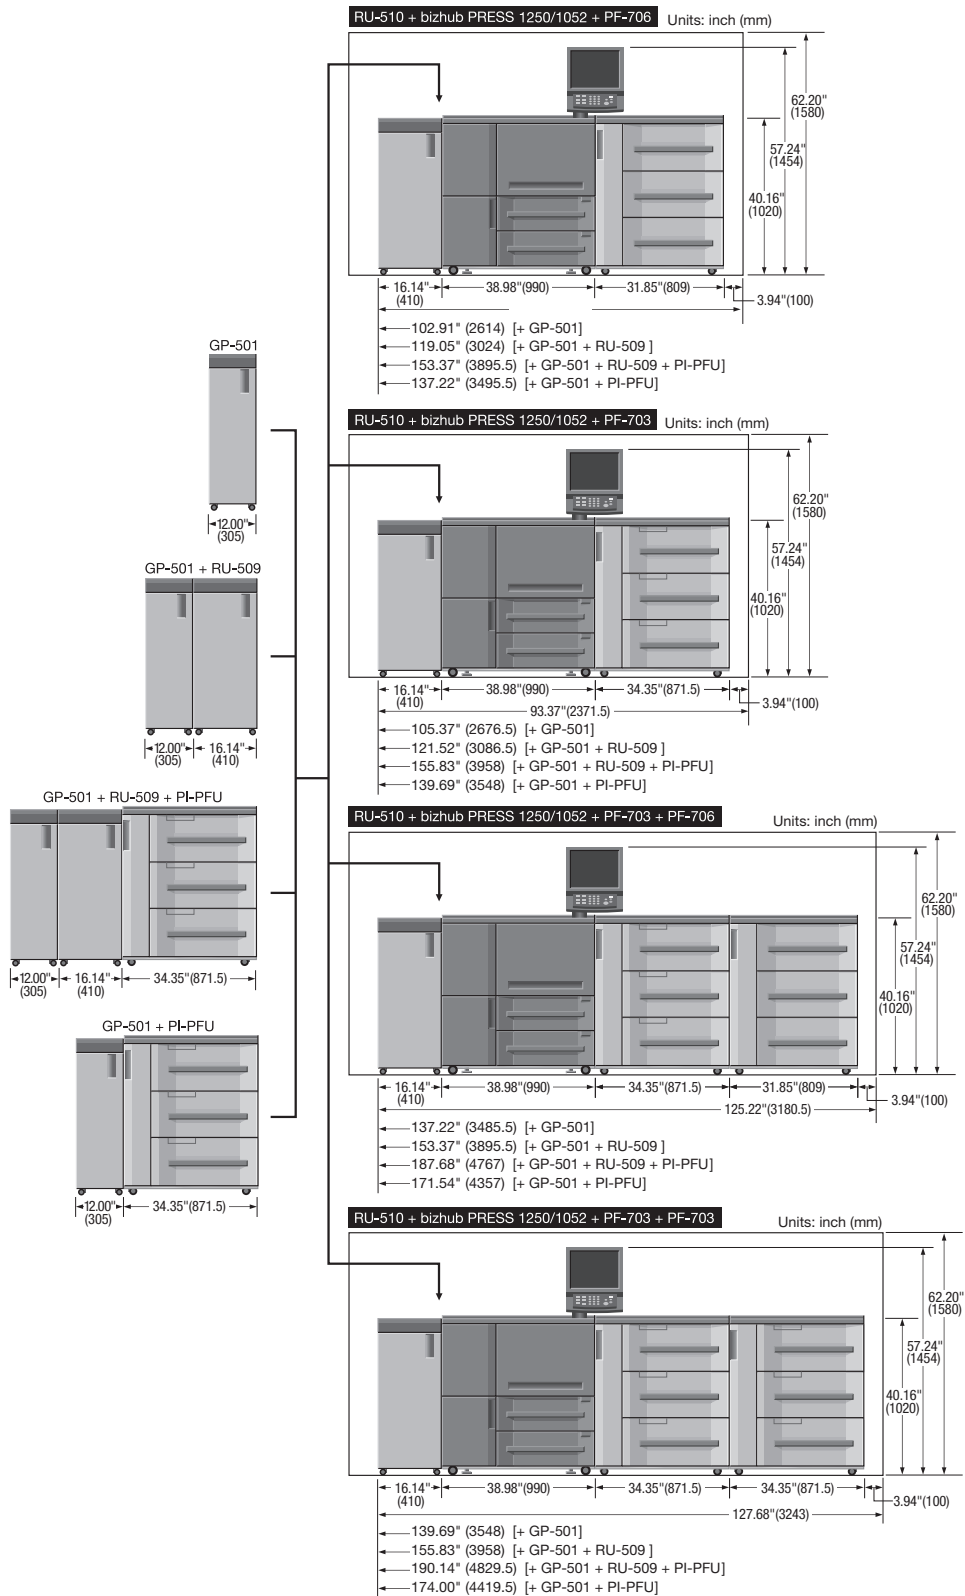 RU-510 + bizhub PRESS 1250/1052 + PF-706 Units: inch (mm)
62.20"
(1580)
57.24"
(1454)
40.16"
(1020)
16.14"
(410)
38.98"(990)
31.85"(809)
3.94"(100)
102.91" (2614) [+ GP-501]
119.05" (3024) [+ GP-501 + RU-509 ]
153.37" (3895.5) [+ GP-501 + RU-509 + PI-PFU]
137.22" (3495.5) [+ GP-501 + PI-PFU]
GP-501
12.00"
(305)
GP-501 + RU-509
12.00"
(305)
16.14"
(410)
GP-501 + RU-509 + PI-PFU
12.00"
(305)
16.14"
(410)
34.35"(871.5)
GP-501 + PI-PFU
12.00"
(305)
34.35"(871.5)
RU-510 + bizhub PRESS 1250/1052 + PF-703 Units: inch (mm)
62.20"
(1580)
57.24"
(1454)
40.16"
(1020)
16.14"
(410)
38.98"(990)
34.35"(871.5)
3.94"(100)
93.37"(2371.5)
105.37" (2676.5) [+ GP-501]
121.52" (3086.5) [+ GP-501 + RU-509 ]
155.83" (3958) [+ GP-501 + RU-509 + PI-PFU]
139.69" (3548) [+ GP-501 + PI-PFU]
RU-510 + bizhub PRESS 1250/1052 + PF-703 + PF-706 Units: inch (mm)
62.20"
(1580)
57.24"
(1454)
40.16"
(1020)
16.14"
(410)
38.98"(990)
34.35"(871.5)
31.85"(809)
3.94"(100)
125.22"(3180.5)
137.22" (3485.5) [+ GP-501]
153.37" (3895.5) [+ GP-501 + RU-509 ]
187.68" (4767) [+ GP-501 + RU-509 + PI-PFU]
171.54" (4357) [+ GP-501 + PI-PFU]
RU-510 + bizhub PRESS 1250/1052 + PF-703 + PF-703 Units: inch (mm)
62.20"
(1580)
57.24"
(1454)
40.16"
(1020)
16.14"
(410)
38.98"(990)
34.35"(871.5)
34.35"(871.5)
3.94"(100)
127.68"(3243)
139.69" (3548) [+ GP-501]
155.83" (3958) [+ GP-501 + RU-509 ]
190.14" (4829.5) [+ GP-501 + RU-509 + PI-PFU]
174.00" (4419.5) [+ GP-501 + PI-PFU]